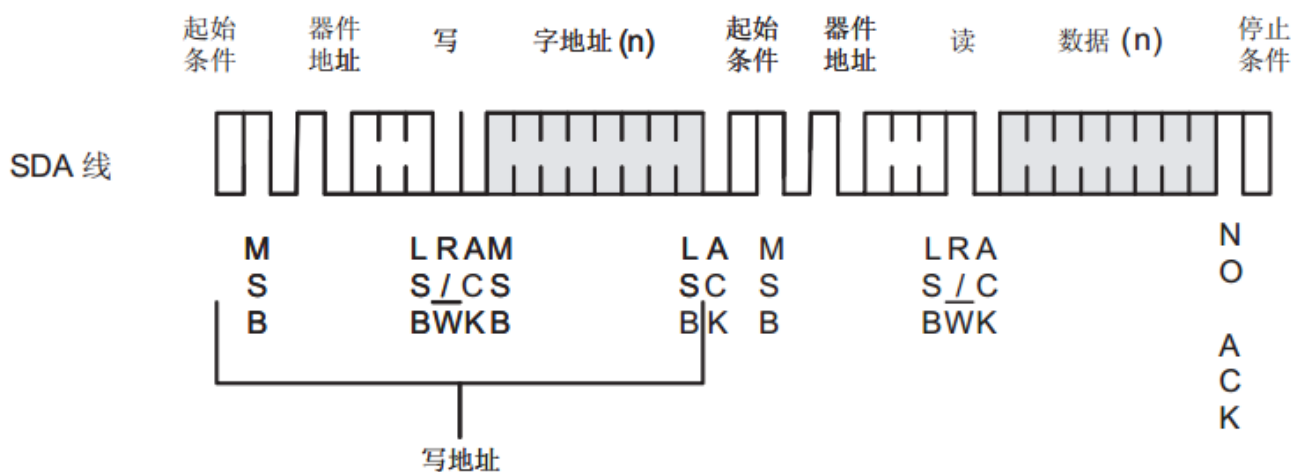 起始 器件 写 字地址 (n) 起始 器件 读 数据 (n) 停止
条件 地址 条件 地址 条件
SDA 线
M L R A M L A M L R A N
S S / C S S C S S / C O
B B W K B B K B B W K
A
C
K
写地址